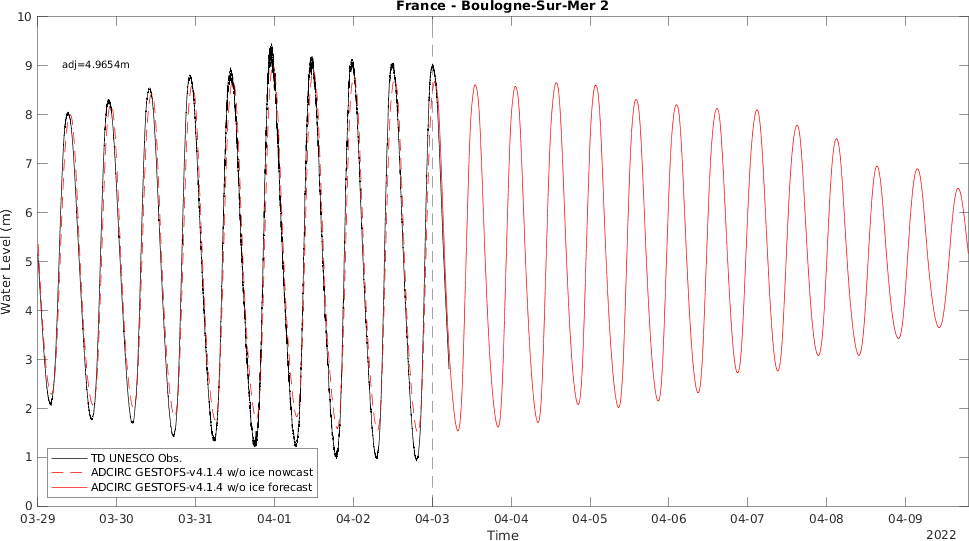 France - Boulogne-Sur-Mer 2
10
9
8
7
6
5
4
3
2
1
0
Water Level (m)
adj=4.9654m
TD UNESCO Obs.
ADCIRC GESTOFS-v4.1.4 w/o ice nowcast
ADCIRC GESTOFS-v4.1.4 w/o ice forecast
03-29 03-30 03-31 04-01 04-02 04-03 04-04 04-05 04-06 04-07 04-08 04-09
Time
2022